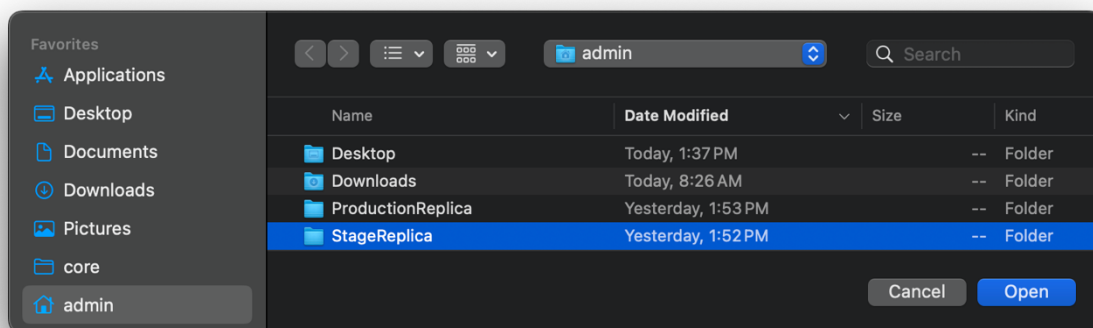 Favorites
Applications
Desktop
Documents
Downloads
Pictures
core
admin
admin
Search
Name Date Modified Size Kind
Desktop Today, 1:37 PM -- Folder
Downloads Today, 8:26 AM -- Folder
ProductionReplica Yesterday, 1:53 PM -- Folder
StageReplica Yesterday, 1:52 PM -- Folder
Cancel Open